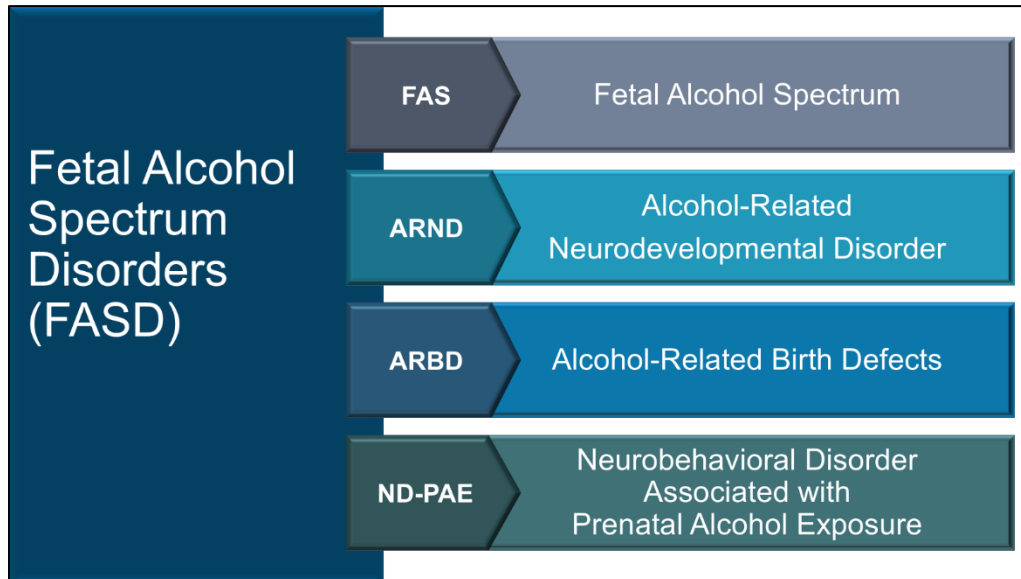 Fetal Alcohol
Spectrum
Disorders
(FASD)
FAS
Fetal Alcohol Spectrum
ARND
Alcohol-Related
Neurodevelopmental Disorder
ARBD
Alcohol-Related Birth Defects
ND-PAE
Neurobehavioral Disorder
Associated with
Prenatal Alcohol Exposure